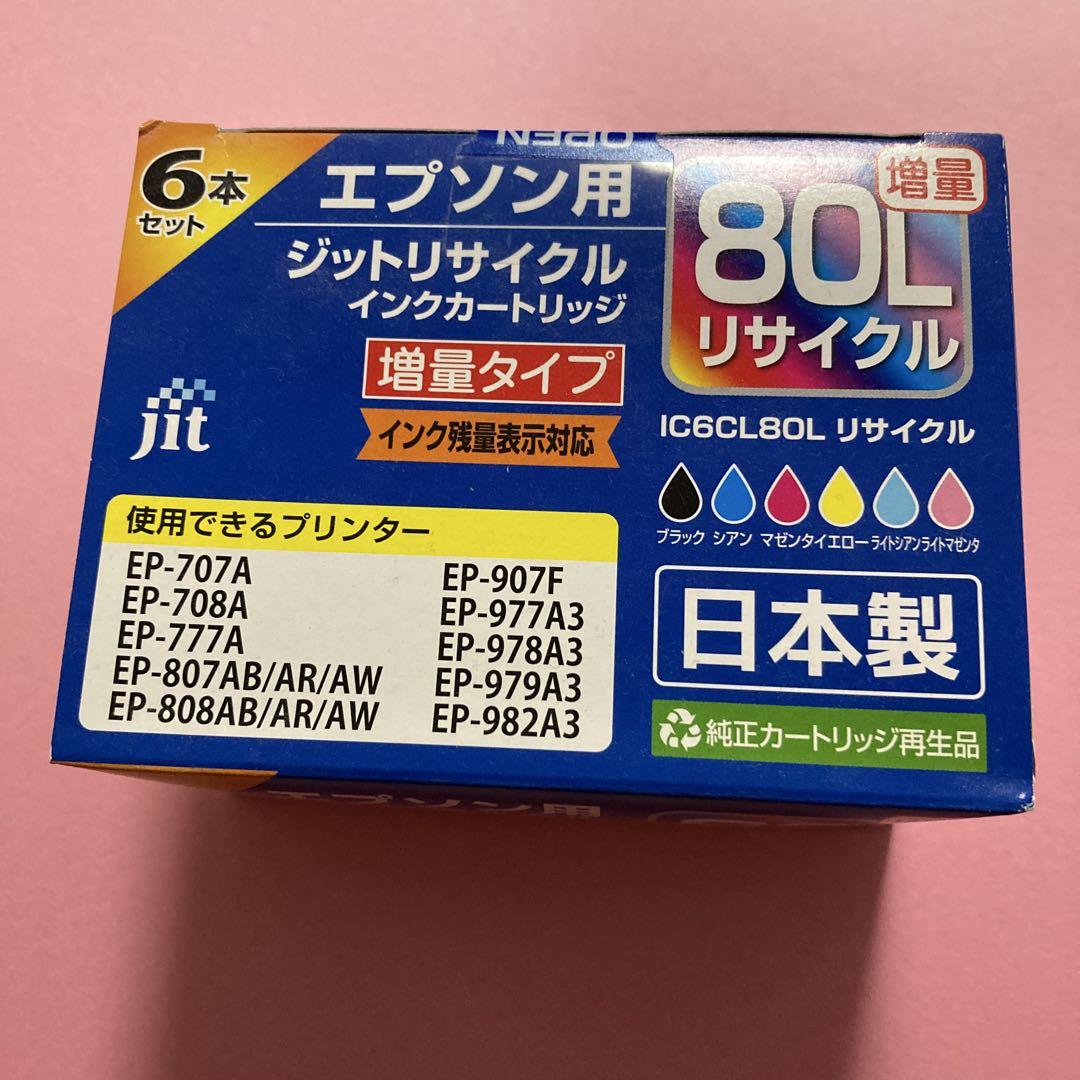 OPEN
6本
セット
エプソン用
ジットリサイクル
インクカートリッジ
増量タイプ
インク残量表示対応
jit
増量
80L
リサイクル
IC6CL80L リサイクル
ブラック シアン マゼンタ イエロー ライトシアン ライトマゼンタ
日本製
純正カートリッジ再生品
使用できるプリンター
EP-707A
EP-708A
EP-777A
EP-807AB/AR/AW
EP-808AB/AR/AW
EP-907F
EP-977A3
EP-978A3
EP-979A3
EP-982A3
エプソン用